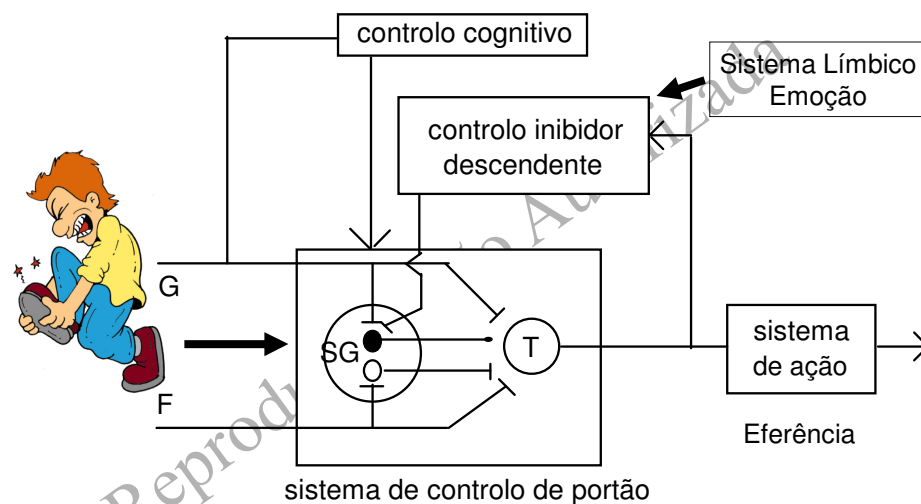 controlo cognitivo
Sistema Límbico
Emoção
controlo inibidor
descendente
G
SG
T
sistema
de ação
F
Eferência
sistema de controlo de portão